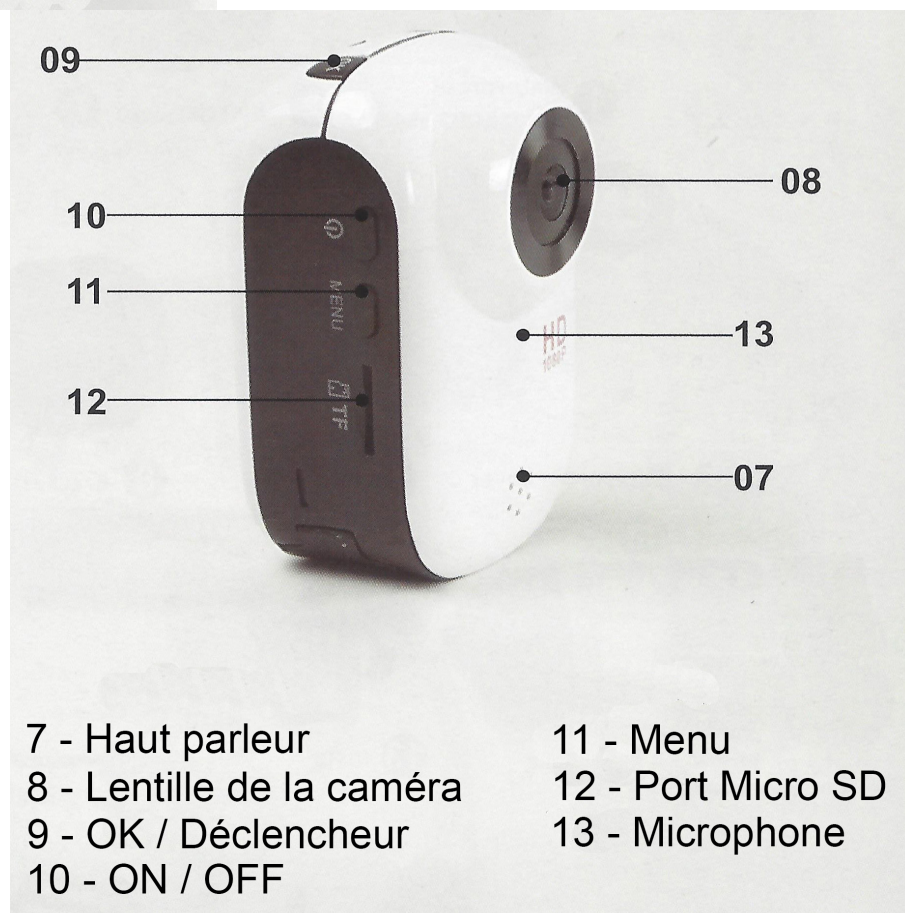 09
08
10
11
MENU
13
HD
1080P
12
TF
07
7 - Haut parleur
8 - Lentille de la caméra
9 - OK / Déclencheur
10 - ON / OFF
11 - Menu
12 - Port Micro SD
13 - Microphone